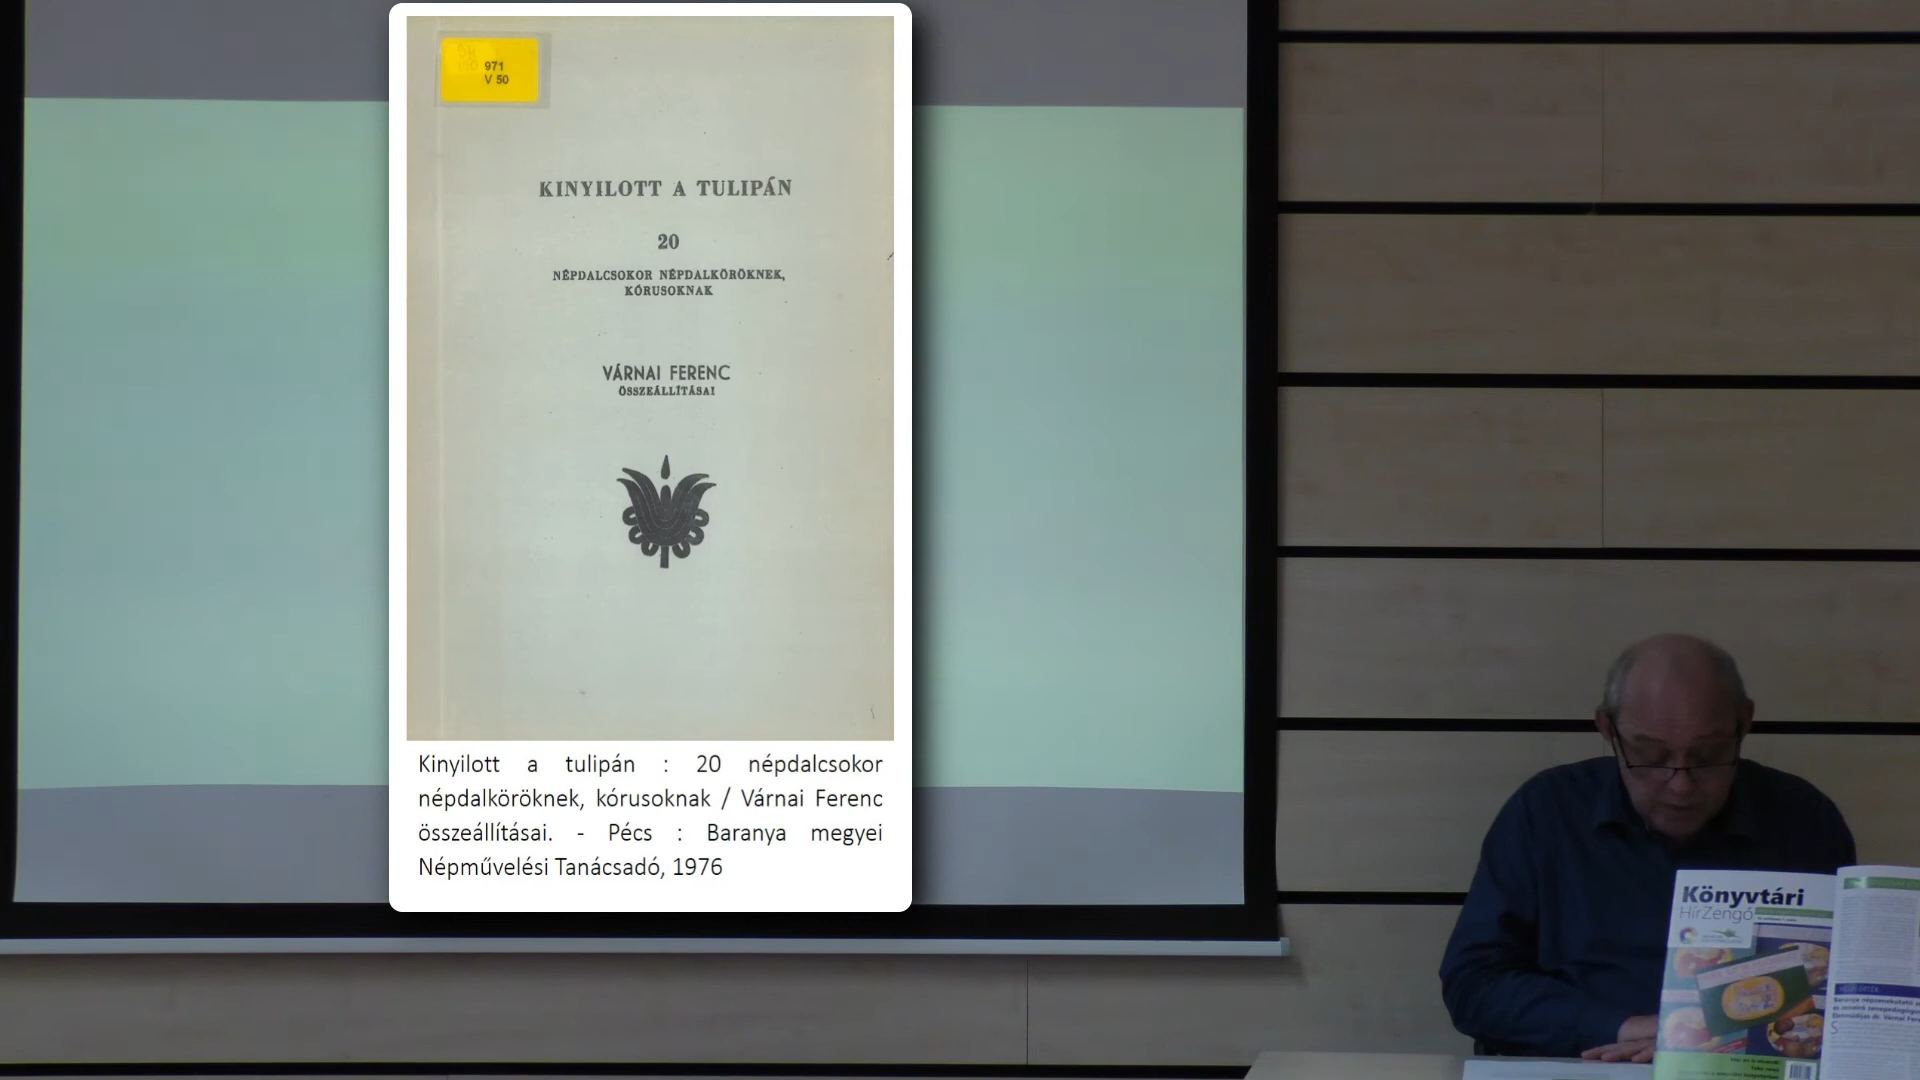 971
V 50
KINYILOTT A TULIPÁN
20
NÉPDALCSOKOR NÉPDALKÖRÖKNEK,
KÓRUSOKNAK
VÁRNAI FERENC
ÖSSZEÁLLÍTÁSAI
Kinyilott a tulipán : 20 népdalcsokor
népdalköröknek, kórusoknak / Várnai Ferenc
összeállításai. - Pécs : Baranya megyei
Népművelési Tanácsadó, 1976
Könyvtári
HírZengő